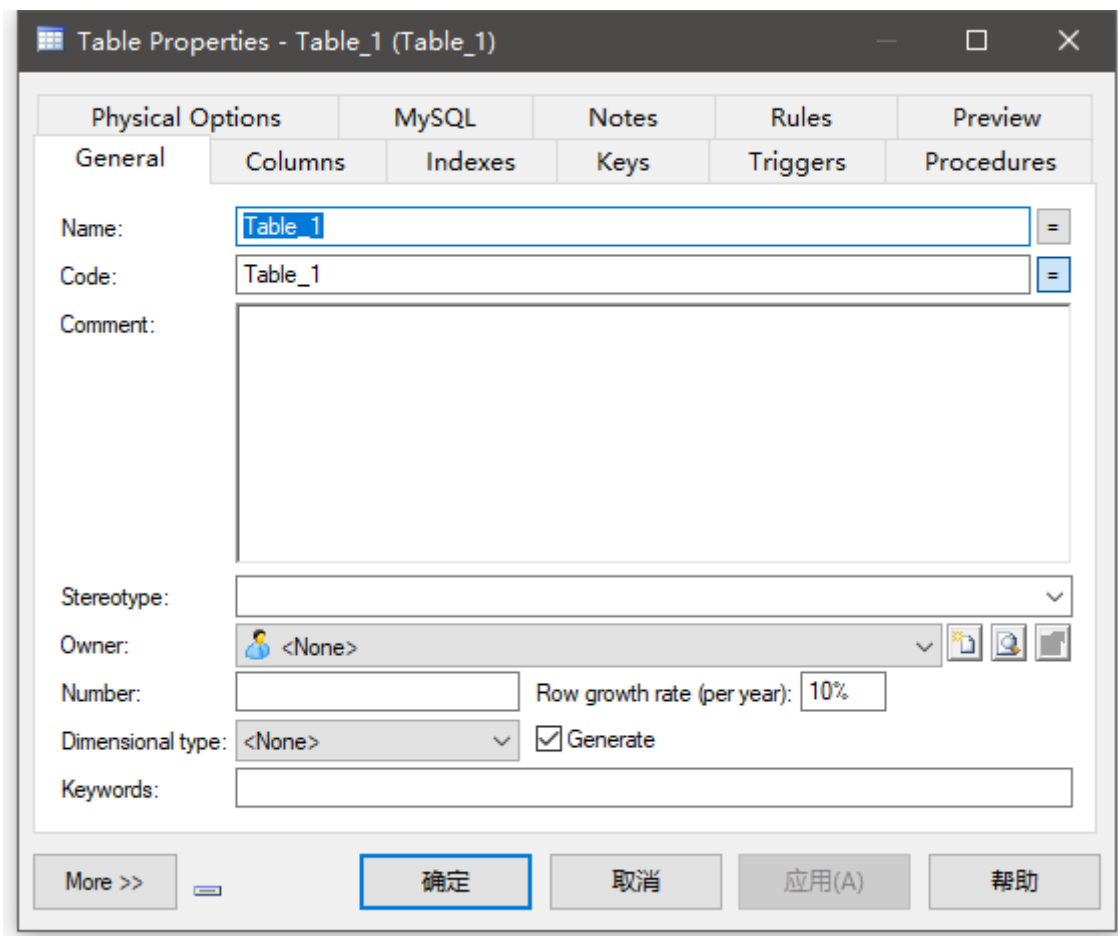 Table Properties - Table_1 (Table_1)
Physical Options MySQL Notes Rules Preview
General Columns Indexes Keys Triggers Procedures
Name: Table_1 =
Code: Table_1 =
Comment:
Stereotype:
Owner: <None>
Number: Row growth rate (per year): 10%
Dimensional type: <None> Generate
Keywords:
More >> 确定 取消 应用(A) 帮助